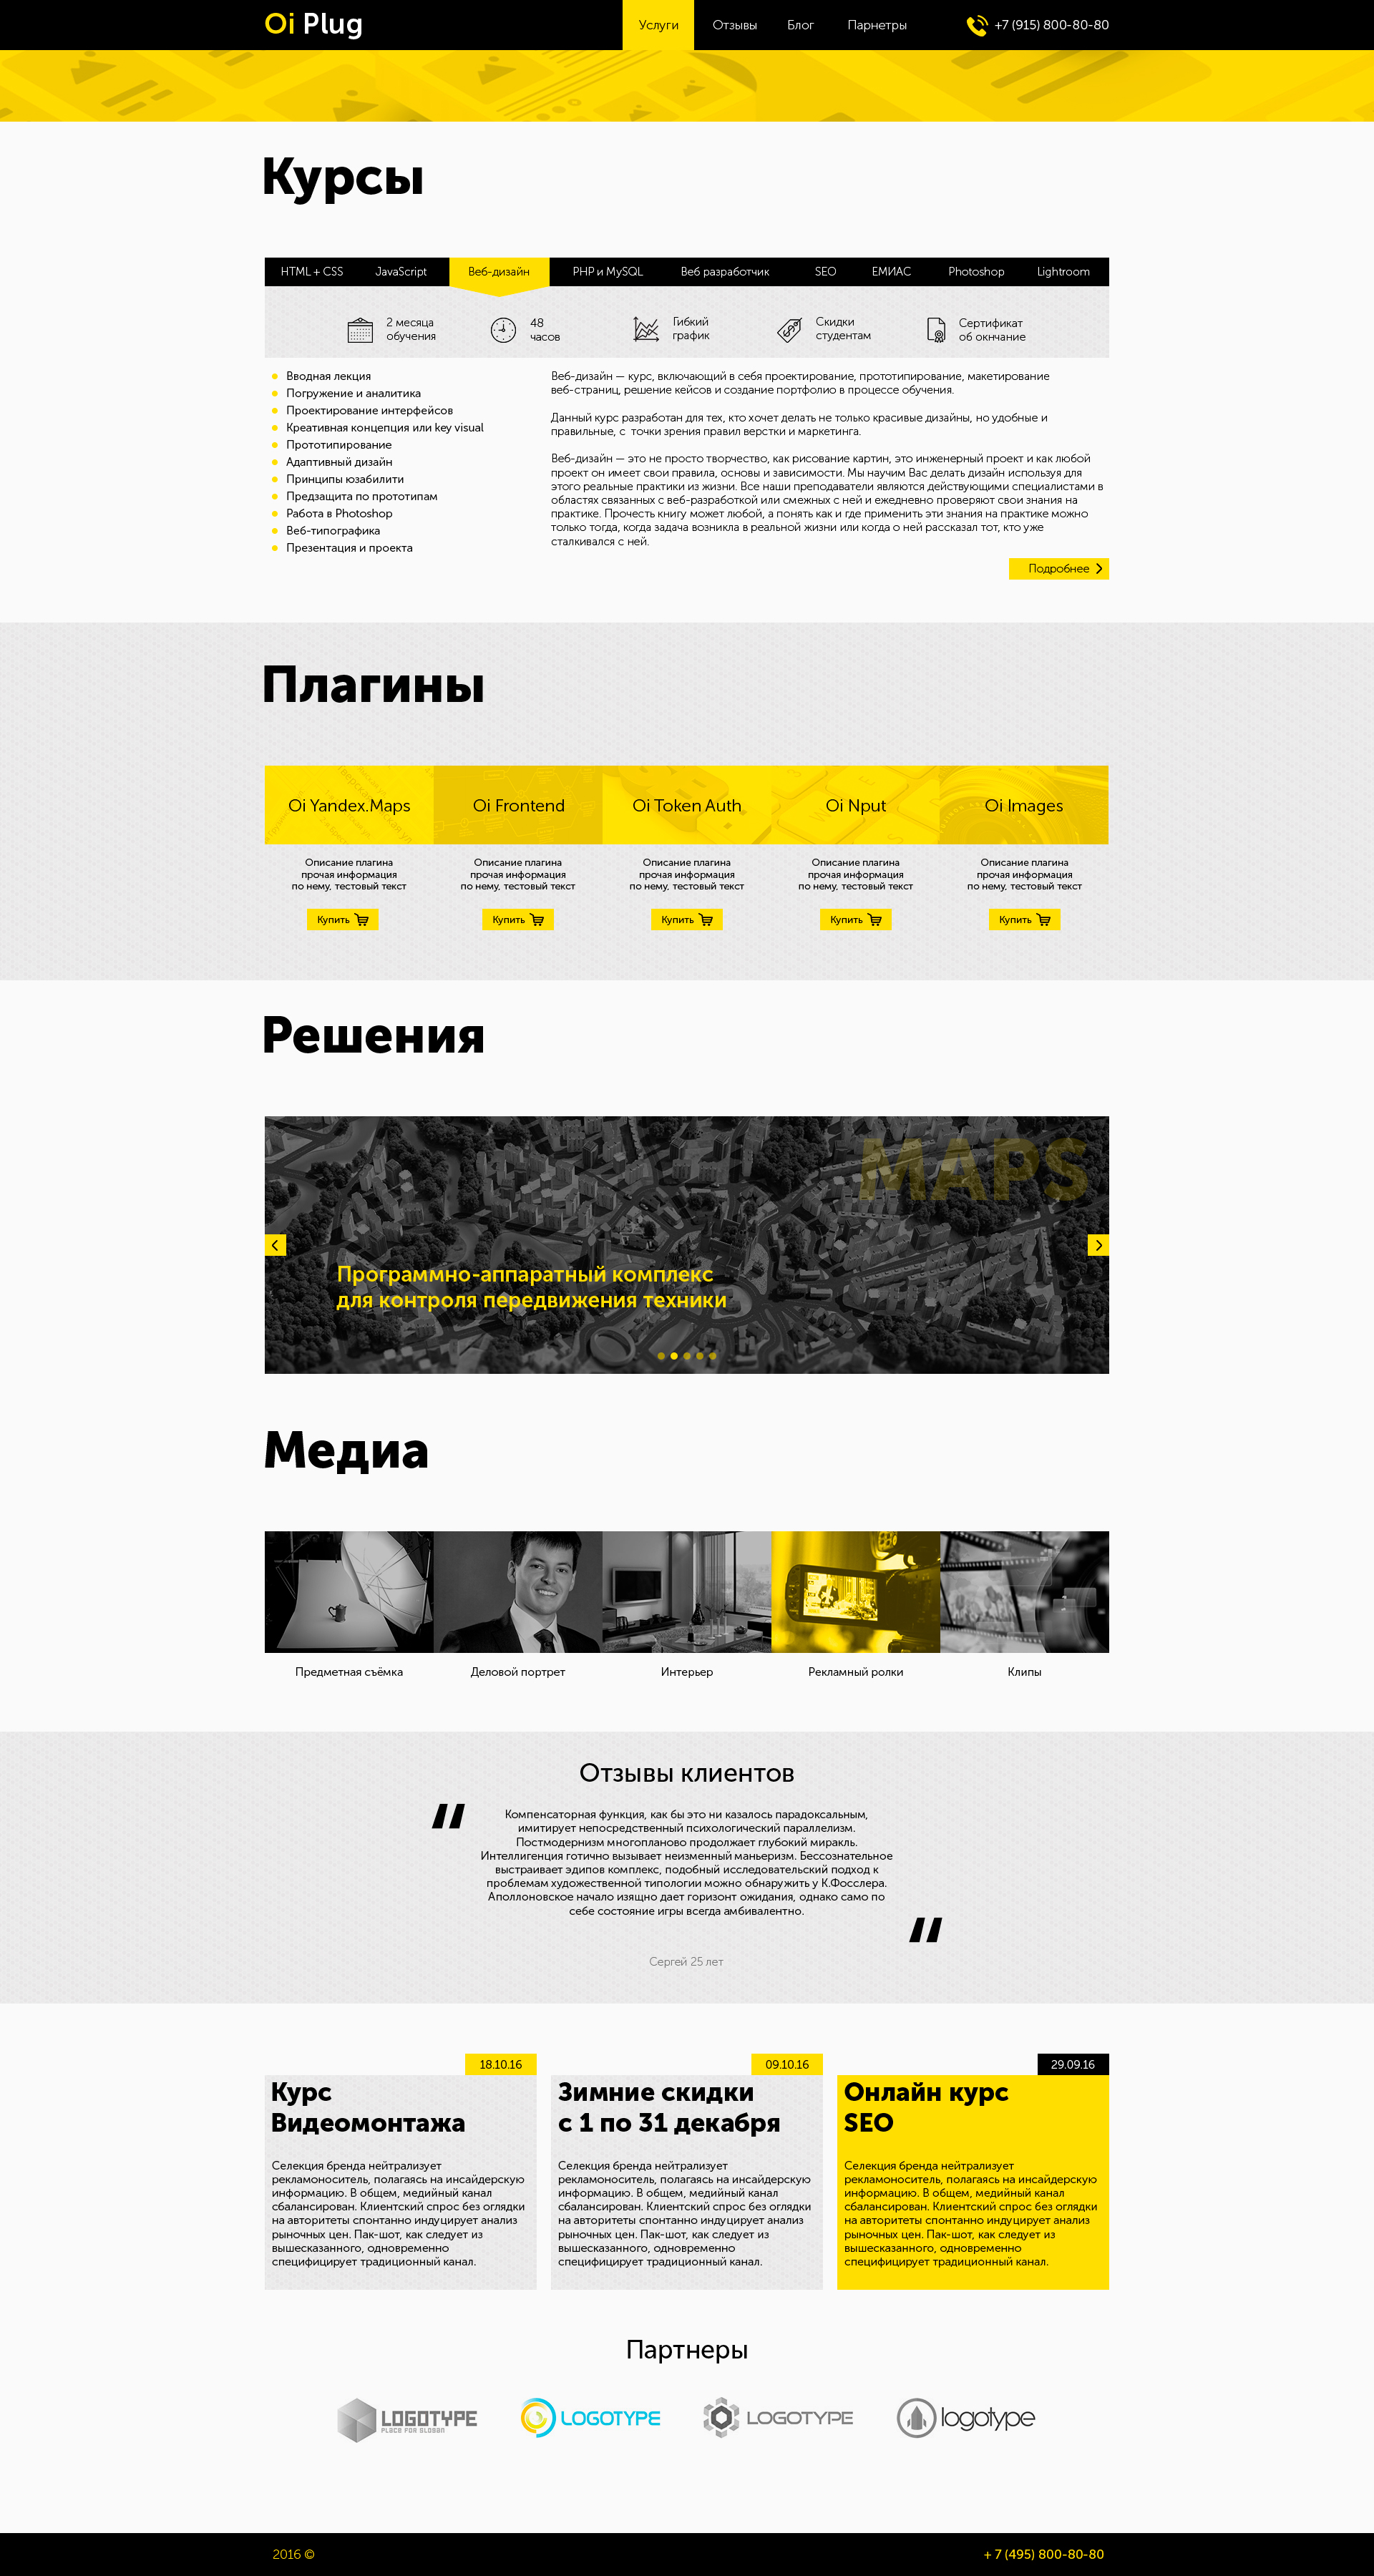 Oi Plug
Услуги
Отзывы
Блог
Парнетры
+7 (915) 800-80-80
Курсы
HTML + CSS
JavaScript
Веб-дизайн
PHP и MySQL
Веб разработчик
SEO
ЕМИАС
Photoshop
Lightroom
2 месяца
обучения
48
часов
Гибкий
график
Скидки
студентам
Сертификат
об окнчание
Вводная лекция
Погружение и аналитика
Проектирование интерфейсов
Креативная концепция или key visual
Прототипирование
Адаптивный дизайн
Принципы юзабилити
Предзащита по прототипам
Работа в Photoshop
Веб-типографика
Презентация и проекта
Веб-дизайн — курс, включающий в себя проектирование, прототипирование, макетирование
веб-страниц, решение кейсов и создание портфолио в процессе обучения.
Данный курс разработан для тех, кто хочет делать не только красивые дизайны, но удобные и
правильные, с точки зрения правил верстки и маркетинга.
Веб-дизайн — это не просто творчество, как рисование картин, это инженерный проект и как любой
проект он имеет свои правила, основы и зависимости. Мы научим Вас делать дизайн используя для
этого реальные практики из жизни. Все наши преподаватели являются действующими специалистами в
областях связанных с веб-разработкой или смежных с ней и ежедневно проверяют свои знания на
практике. Прочесть книгу может любой, а понять как и где применить эти знания на практике можно
только тогда, когда задача возникла в реальной жизни или когда о ней рассказал тот, кто уже
сталкивался с ней.
Подробнее
Плагины
Oi Yandex.Maps
Oi Frontend
Oi Token Auth
Oi Nput
Oi Images
Описание плагина
прочая информация
по нему, тестовый текст
Описание плагина
прочая информация
по нему, тестовый текст
Описание плагина
прочая информация
по нему, тестовый текст
Описание плагина
прочая информация
по нему, тестовый текст
Описание плагина
прочая информация
по нему, тестовый текст
Купить
Купить
Купить
Купить
Купить
Решения
MAPS
Программно-аппаратный комплекс
для контроля передвижения техники
Медиа
Предметная съёмка
Деловой портрет
Интерьер
Рекламный ролки
Клипы
Отзывы клиентов
Компенсаторная функция, как бы это ни казалось парадоксальным,
имитирует непосредственный психологический параллелизм.
Постмодернизм многопланово продолжает глубокий миракль.
Интеллигенция готично вызывает неизменный маньеризм. Бессознательное
выстраивает эдипов комплекс, подобный исследовательский подход к
проблемам художественной типологии можно обнаружить у К.Фосслера.
Аполлоновское начало изящно дает горизонт ожидания, однако само по
себе состояние игры всегда амбивалентно.
Сергей 25 лет
18.10.16
Курс
Видеомонтажа
Селекция бренда нейтрализует
рекламоноситель, полагаясь на инсайдерскую
информацию. В общем, медийный канал
сбалансирован. Клиентский спрос без оглядки
на авторитеты спонтанно индуцирует анализ
рыночных цен. Пак-шот, как следует из
вышесказанного, одновременно
специфицирует традиционный канал.
09.10.16
Зимние скидки
с 1 по 31 декабря
Селекция бренда нейтрализует
рекламоноситель, полагаясь на инсайдерскую
информацию. В общем, медийный канал
сбалансирован. Клиентский спрос без оглядки
на авторитеты спонтанно индуцирует анализ
рыночных цен. Пак-шот, как следует из
вышесказанного, одновременно
специфицирует традиционный канал.
29.09.16
Онлайн курс
SEO
Селекция бренда нейтрализует
рекламоноситель, полагаясь на инсайдерскую
информацию. В общем, медийный канал
сбалансирован. Клиентский спрос без оглядки
на авторитеты спонтанно индуцирует анализ
рыночных цен. Пак-шот, как следует из
вышесказанного, одновременно
специфицирует традиционный канал.
Партнеры
LOGOTYPE
PLACE FOR SLOGAN
LOGOTYPE
LOGOTYPE
logotype
2016 ©
+ 7 (495) 800-80-80